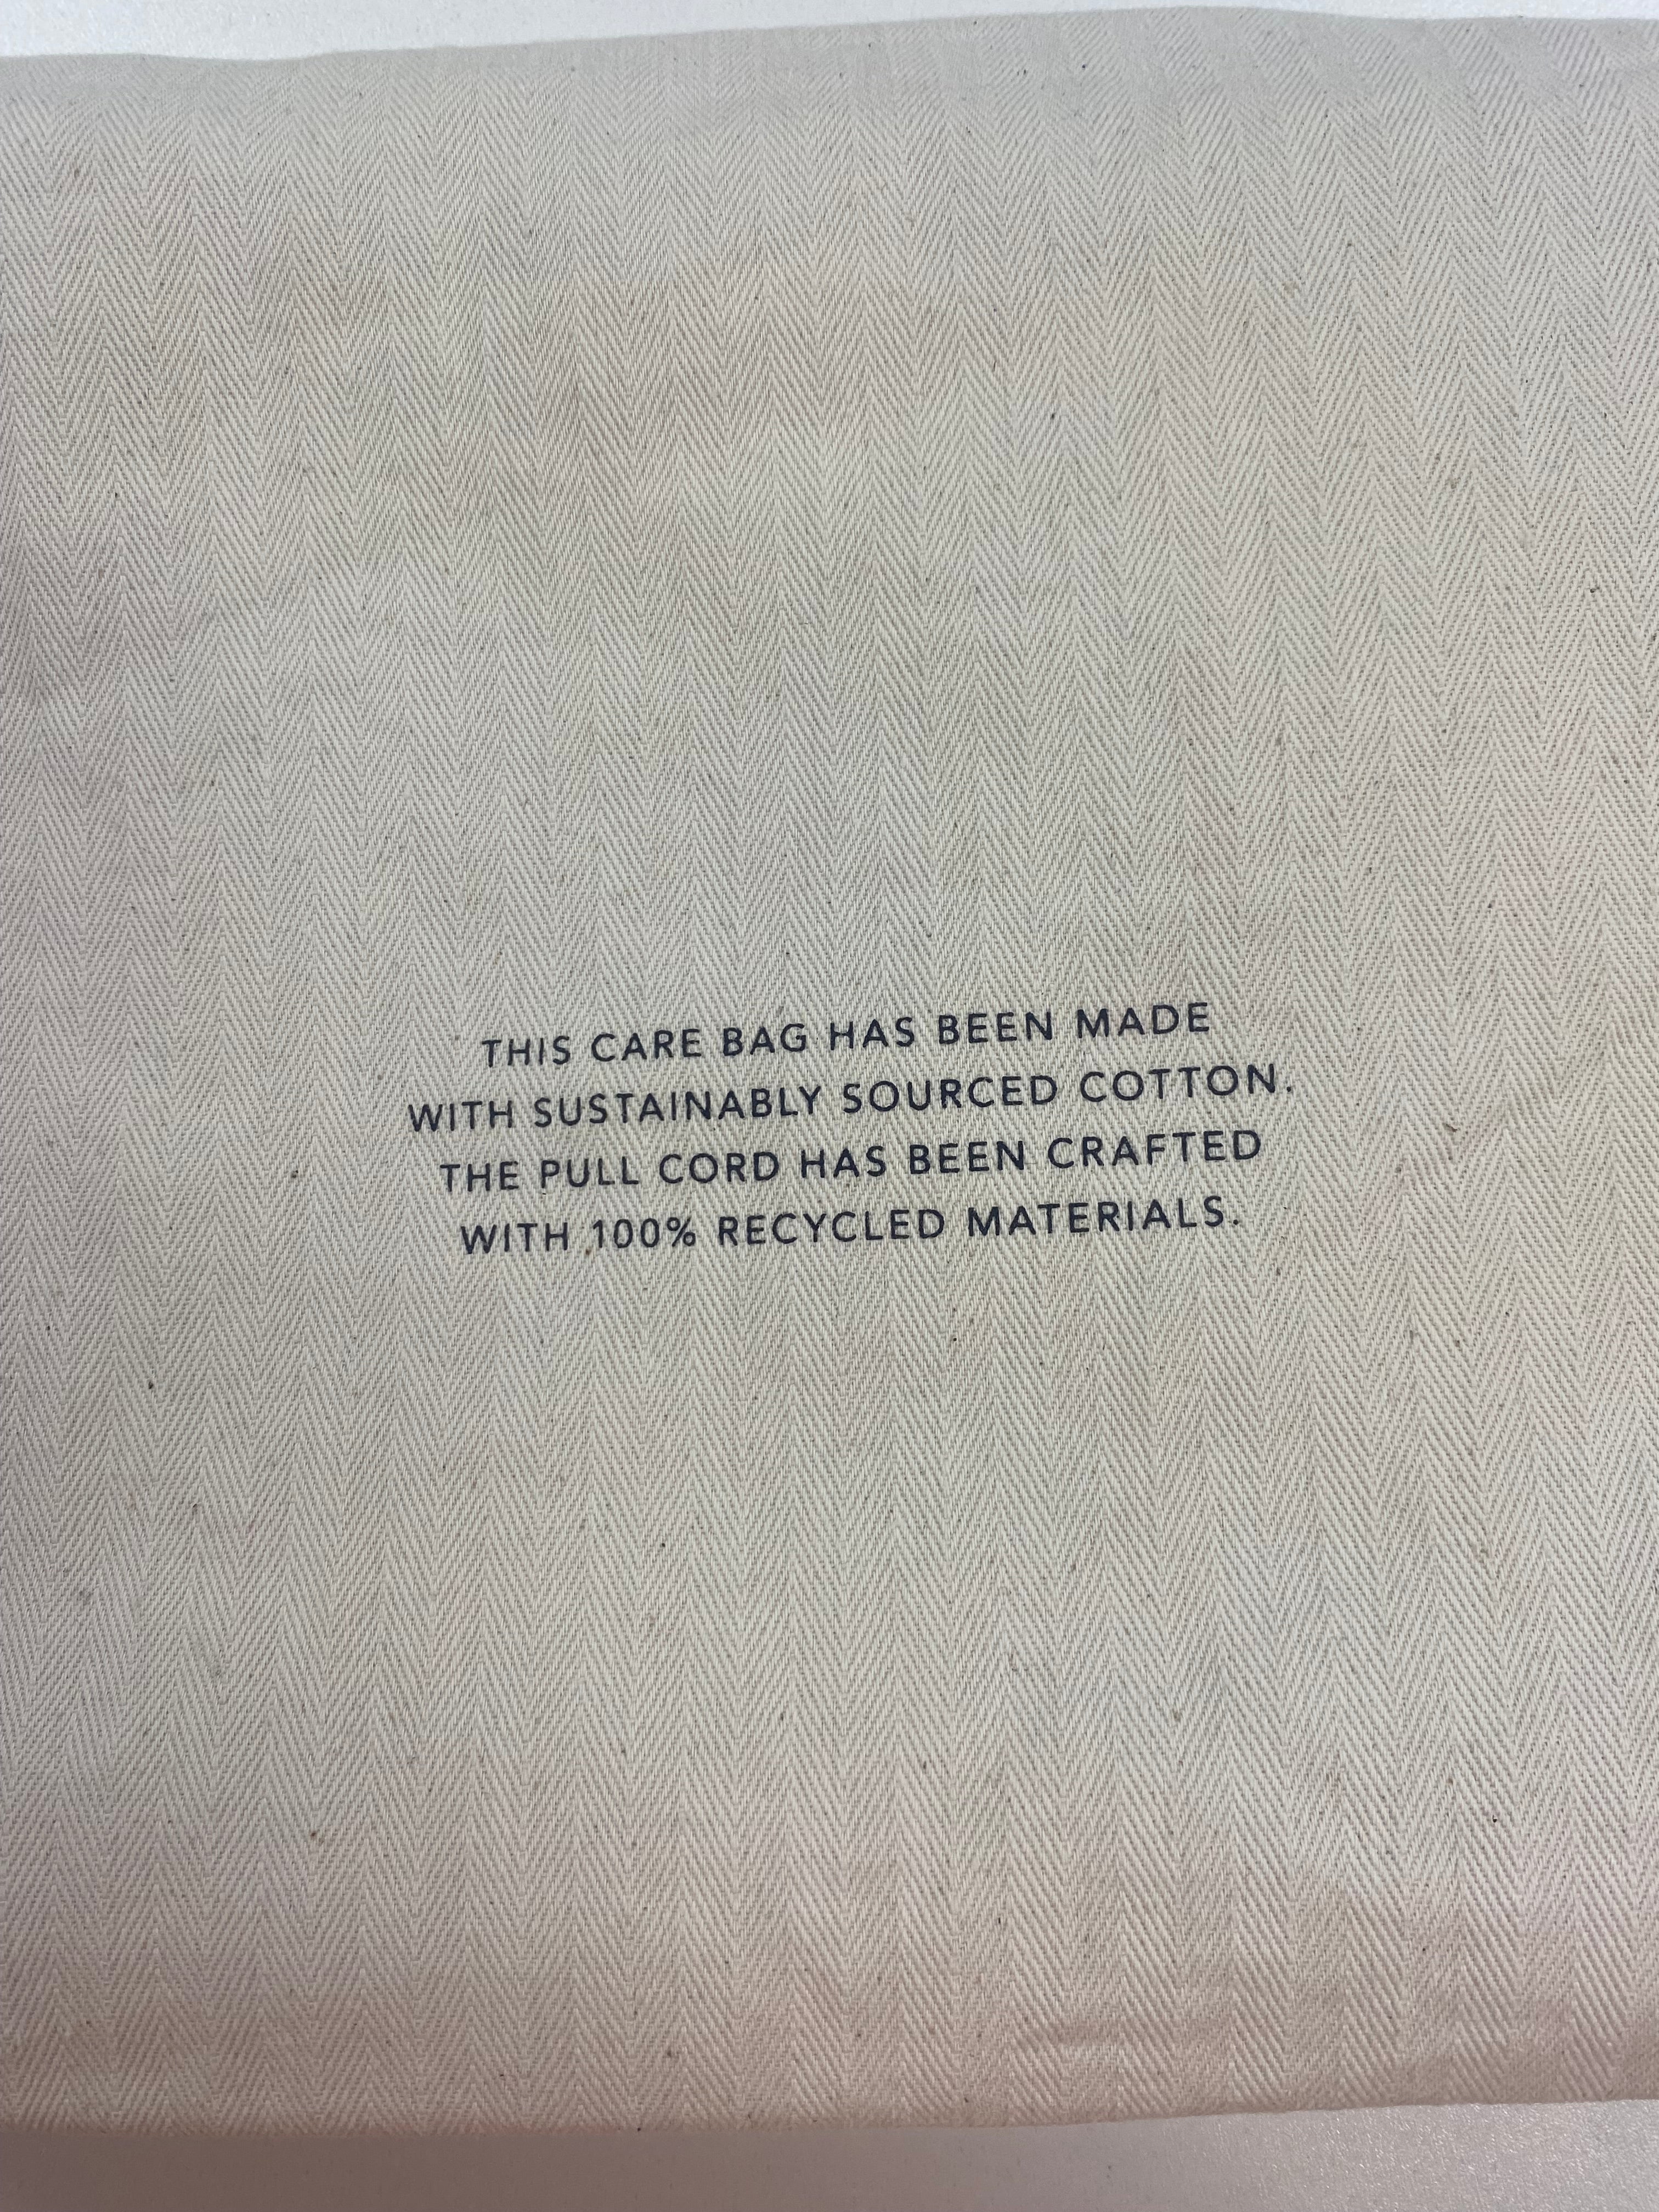 THIS CARE BAG HAS BEEN MADE
WITH SUSTAINABLY SOURCED COTTON.
THE PULL CORD HAS BEEN CRAFTED
WITH 100% RECYCLED MATERIALS.